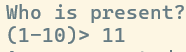 Who is present?
(1-10)> 11